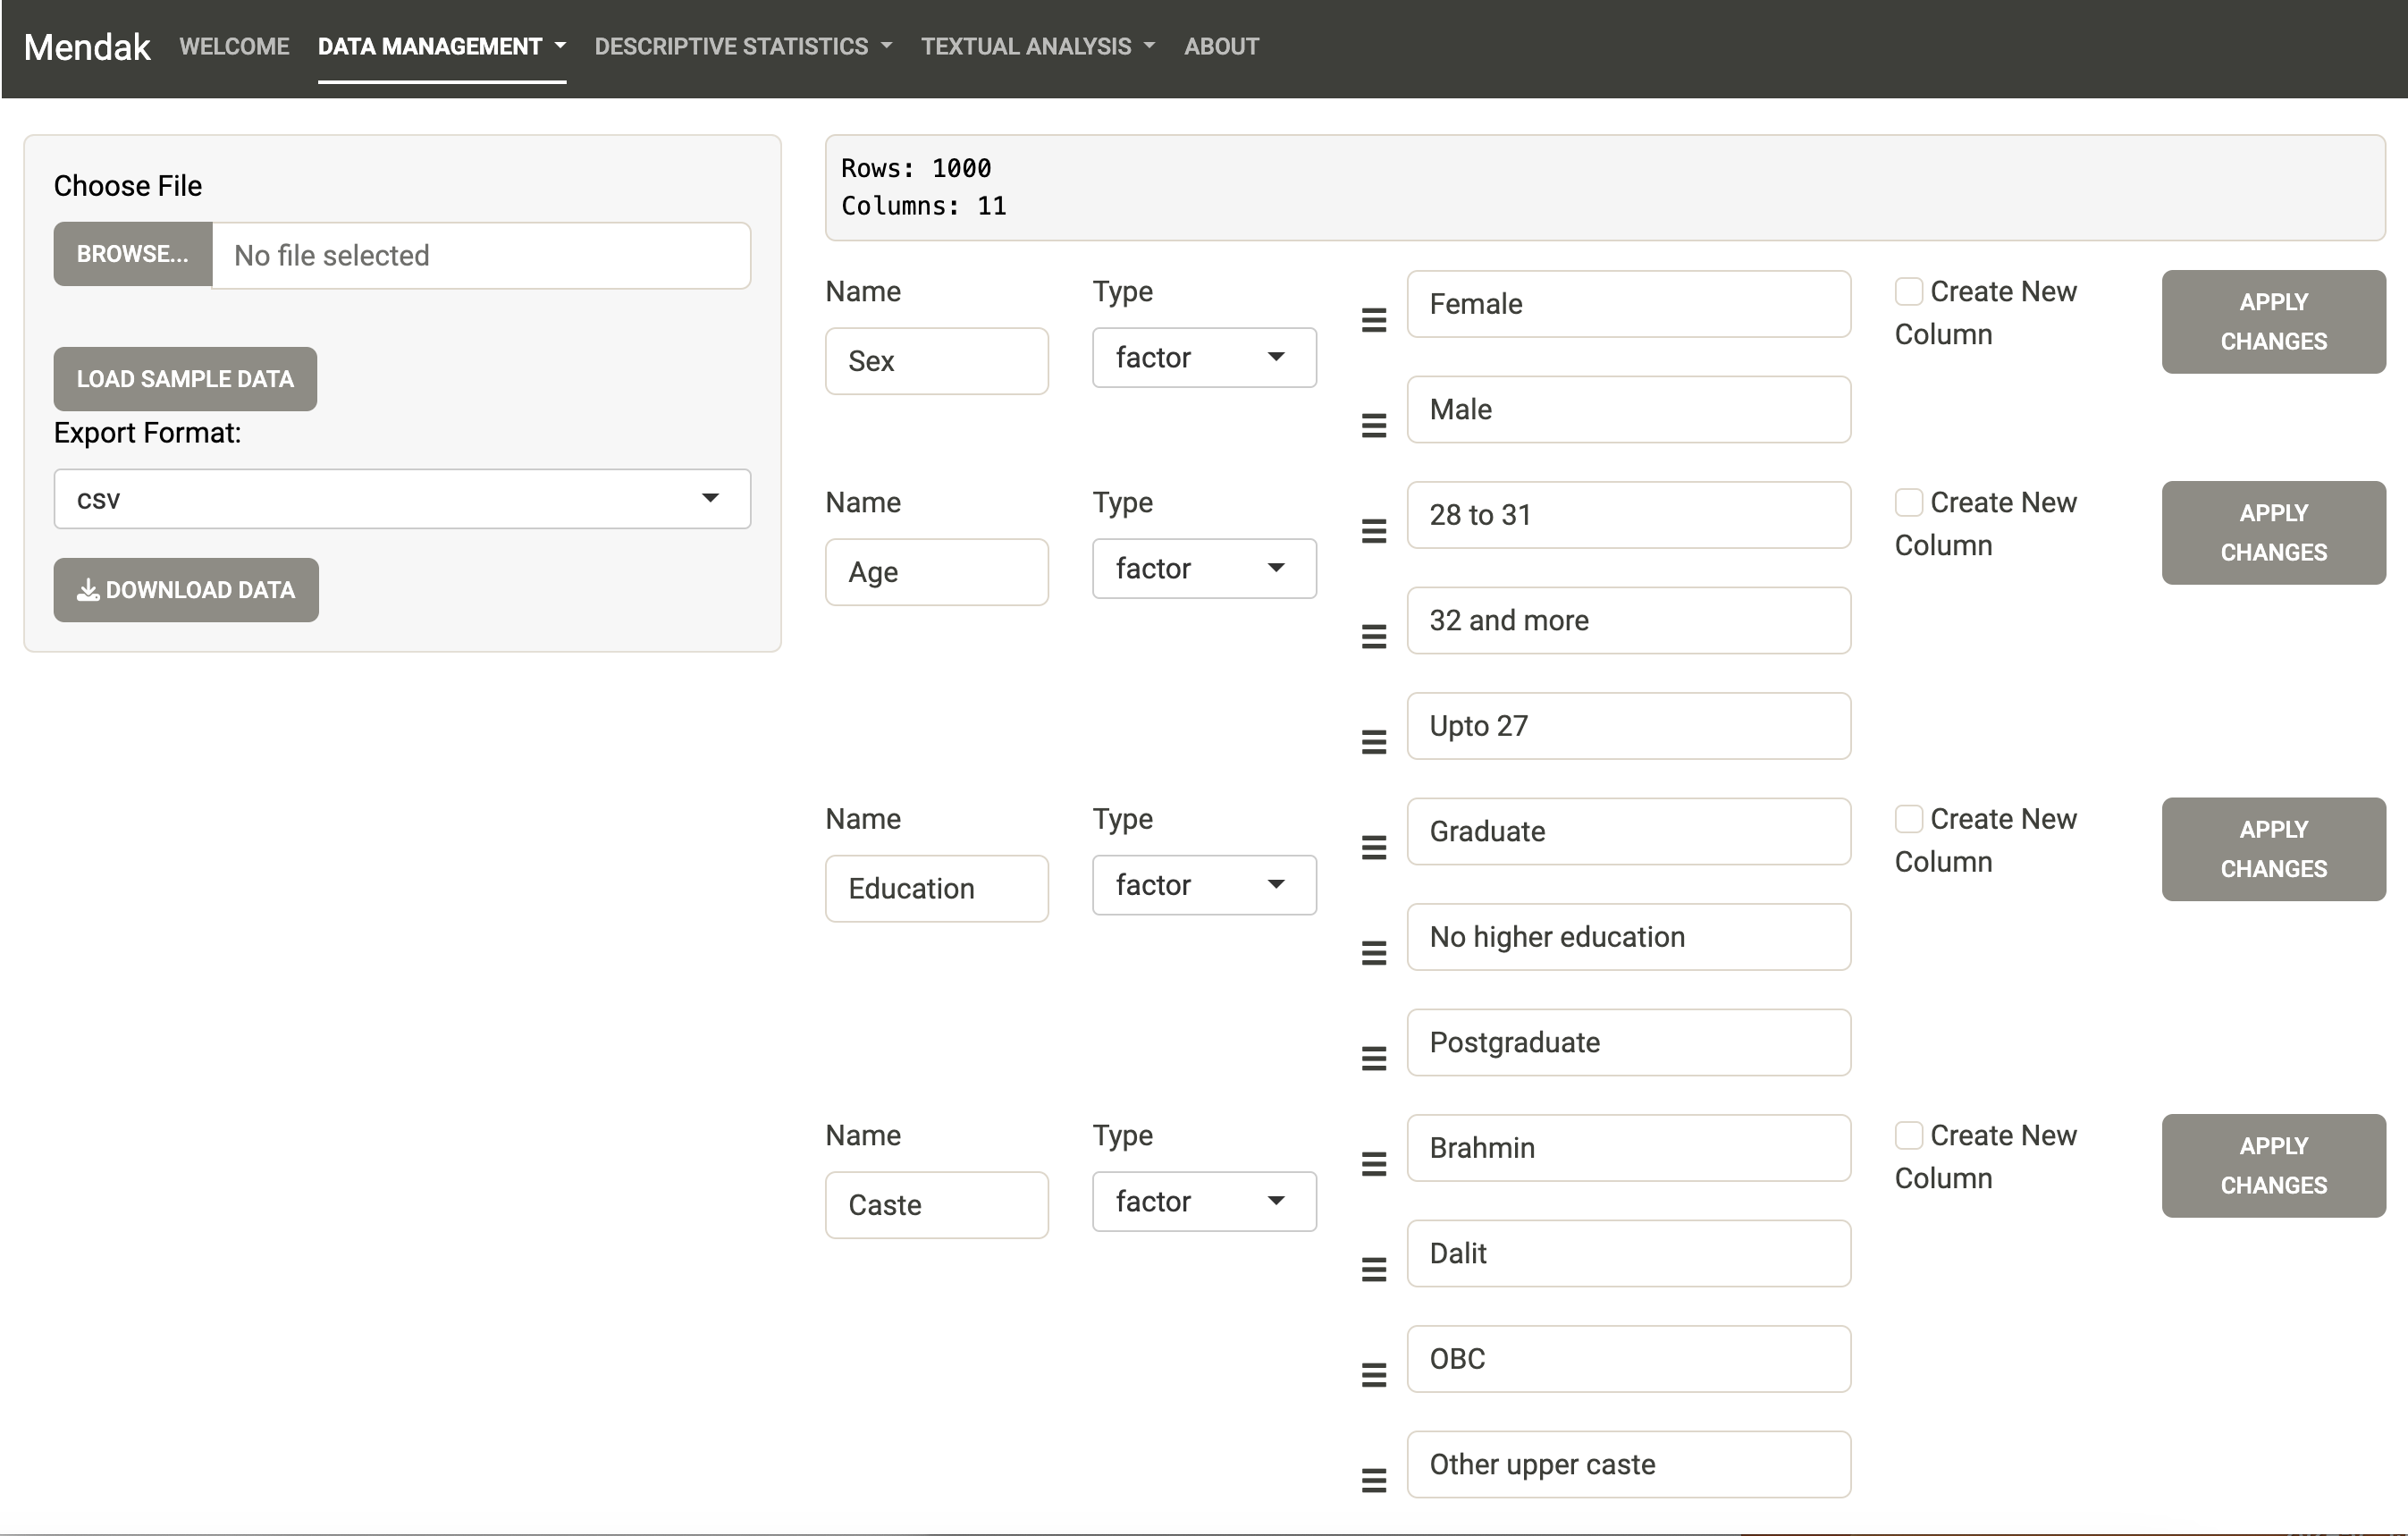 Mendak WELCOME DATA MANAGEMENT DESCRIPTIVE STATISTICS TEXTUAL ANALYSIS ABOUT
Choose File
BROWSE... No file selected
LOAD SAMPLE DATA
Export Format:
csv
DOWNLOAD DATA
Rows: 1000
Columns: 11
Name
Sex
Type
factor
Female
Male
Create New
Column
APPLY
CHANGES
Name
Age
Type
factor
28 to 31
32 and more
Upto 27
Create New
Column
APPLY
CHANGES
Name
Education
Type
factor
Graduate
No higher education
Postgraduate
Create New
Column
APPLY
CHANGES
Name
Caste
Type
factor
Brahmin
Dalit
OBC
Other upper caste
Create New
Column
APPLY
CHANGES